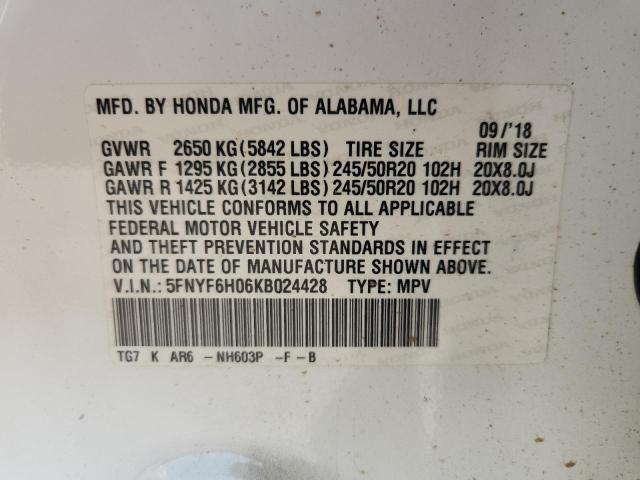 MFD. BY HONDA MFG. OF ALABAMA, LLC
09/'18
GVWR 2650 KG(5842 LBS) TIRE SIZE RIM SIZE
GAWR F 1295 KG(2855 LBS) 245/50R20 102H 20X8.0J
GAWR R 1425 KG(3142 LBS) 245/50R20 102H 20X8.0J
THIS VEHICLE CONFORMS TO ALL APPLICABLE
FEDERAL MOTOR VEHICLE SAFETY
AND THEFT PREVENTION STANDARDS IN EFFECT
ON THE DATE OF MANUFACTURE SHOWN ABOVE.
V.I.N.: 5FNYF6H06KB024428 TYPE: MPV
TG7 K AR6 -NH603P -F-B